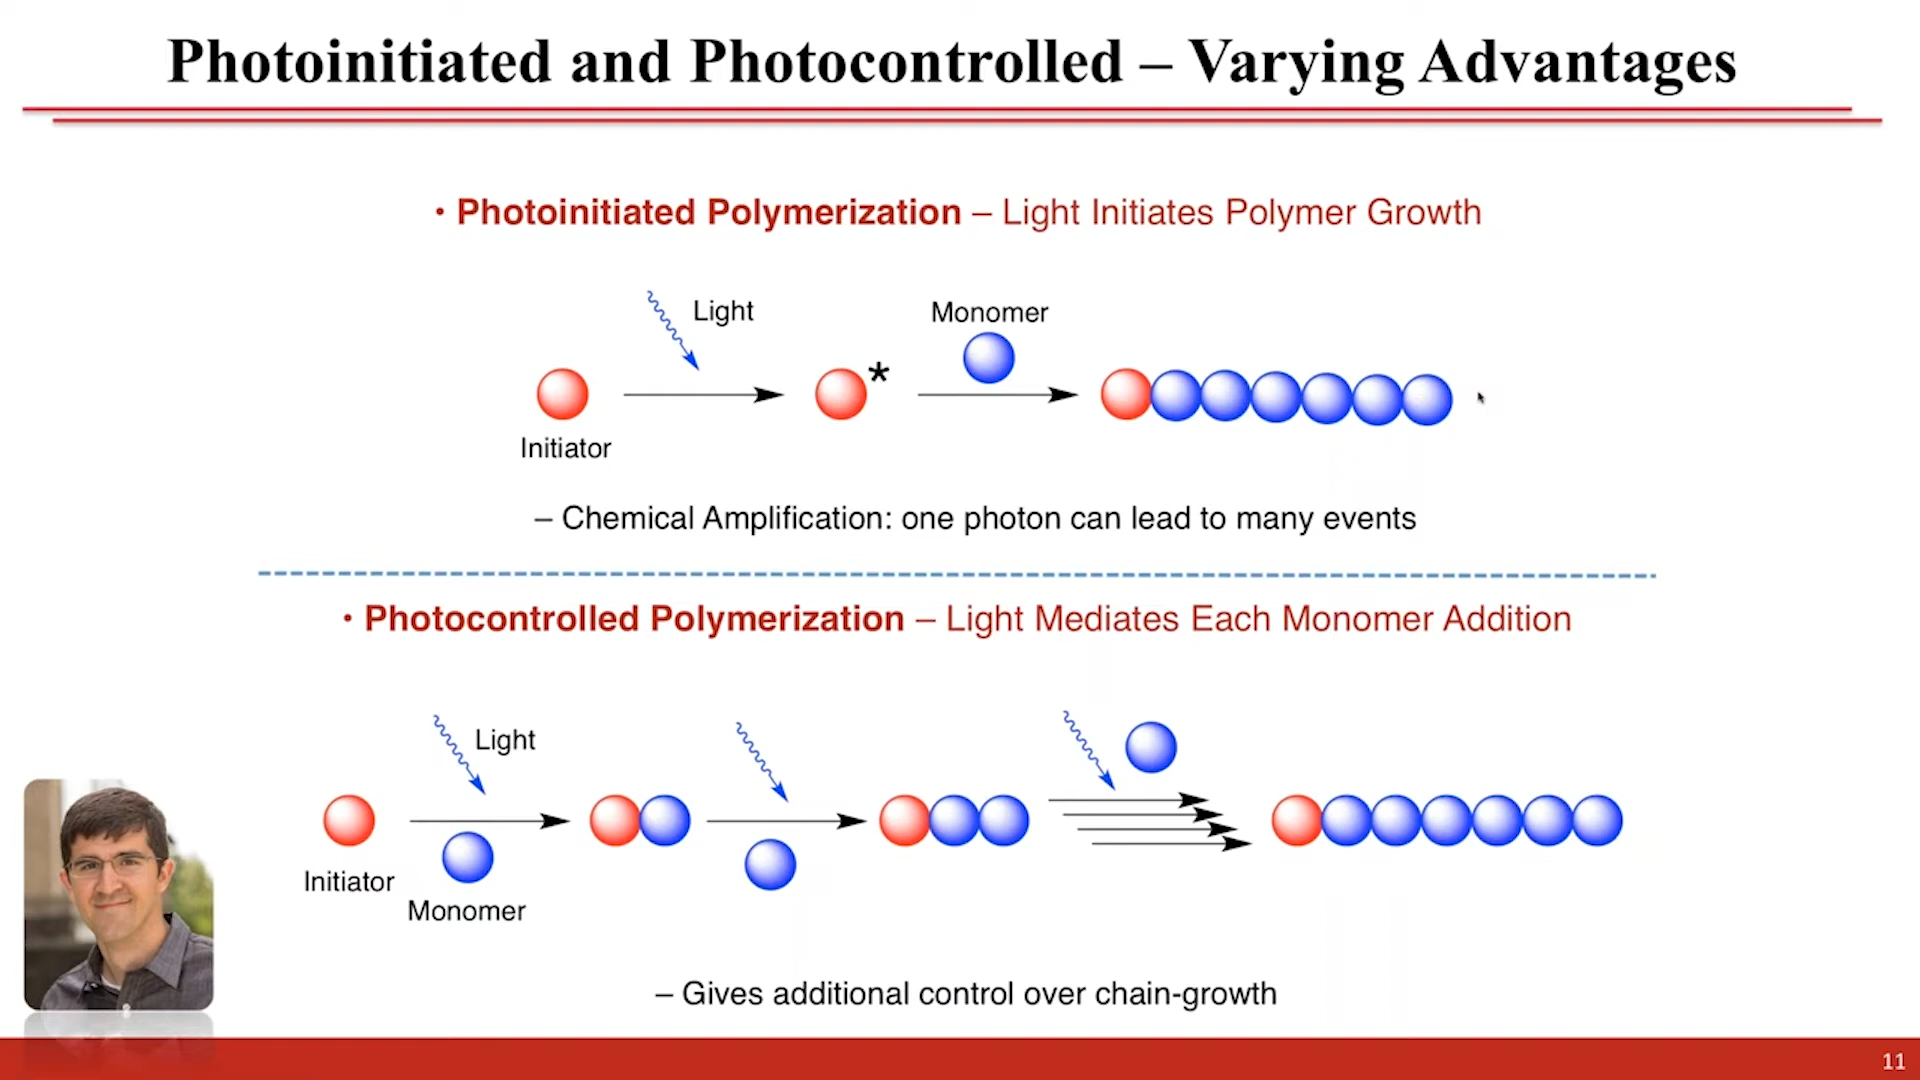 Photoinitiated and Photocontrolled – Varying Advantages
• Photoinitiated Polymerization – Light Initiates Polymer Growth
Light
Monomer
*
Initiator
– Chemical Amplification: one photon can lead to many events
• Photocontrolled Polymerization – Light Mediates Each Monomer Addition
Light
Initiator
Monomer
– Gives additional control over chain-growth
11